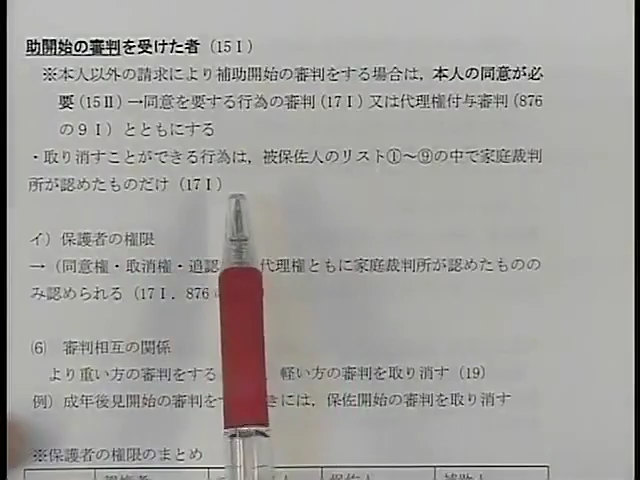 助開始の審判を受けた者（15Ⅰ）
※本人以外の請求により補助開始の審判をする場合は，本人の同意が必
要（15Ⅱ）→同意を要する行為の審判（17Ⅰ）又は代理権付与審判（876
の９Ⅰ）とともにする
・取り消すことができる行為は，被保佐人のリスト①～⑨の中で家庭裁判
所が認めたものだけ（17Ⅰ）
イ）保護者の権限
→（同意権・取消権・追認 代理権ともに家庭裁判所が認めたものの
み認められる（17Ⅰ．876
⑹ 審判相互の関係
より重い方の審判をする 軽い方の審判を取り消す（19）
例）成年後見開始の審判を きには，保佐開始の審判を取り消す
※保護者の権限のまとめ